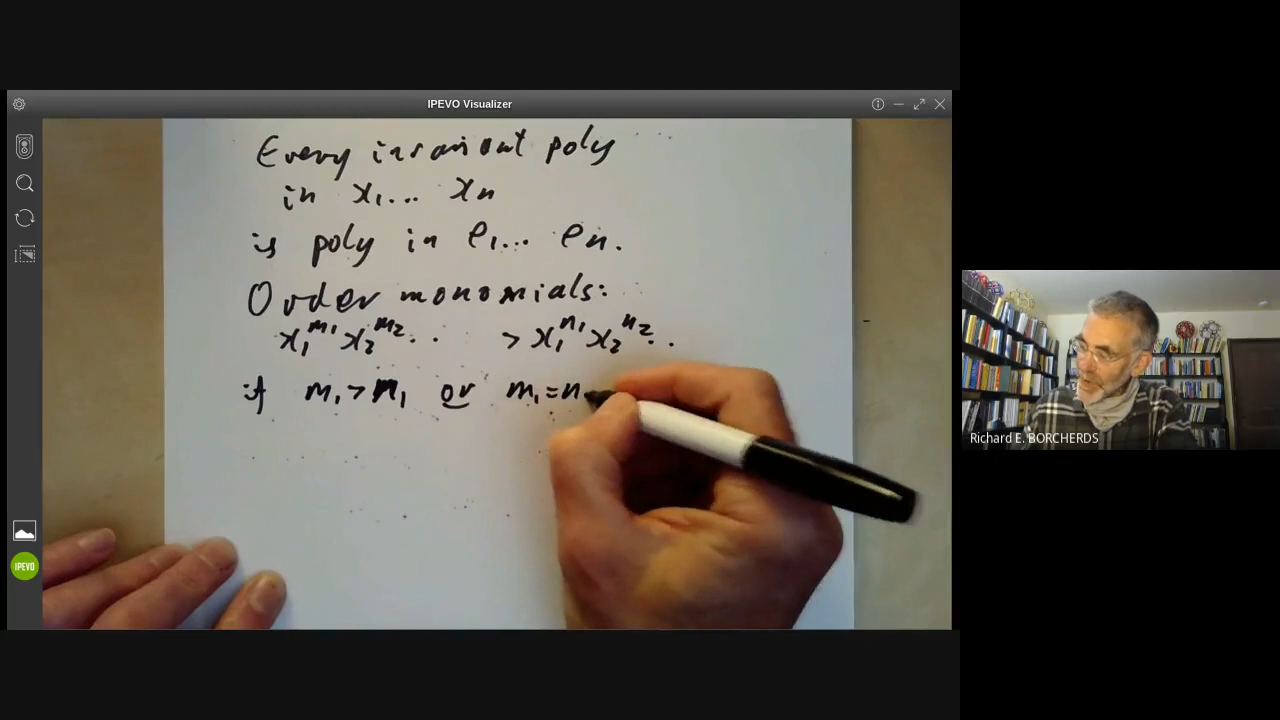 IPEVO Visualizer
Every invariant poly
in x₁... xₙ
is poly in e₁... eₙ.
Order monomials:
x₁^m₁ x₂^m₂.. > x₁^n₁ x₂^n₂..
if m₁>n₁ or m₁=n
Richard E. BORCHERDS
IPEVO